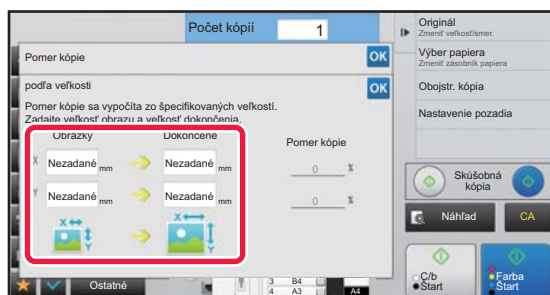 Počet kópií 1
Pomer kópie OK
podľa veľkosti OK
Pomer kópie sa vypočíta zo špecifikovaných veľkostí.
Zadajte veľkosť obrazu a veľkosť dokončenia.
Obrázky Dokončené
Pomer kópie
X Nezadané mm Nezadané mm 0 %
Y Nezadané mm Nezadané mm 0 %
X X
Y Y
Ostatné
3 B4
4 A3 A4
Originál
Zmeniť veľkosť/smer.
Výber papiera
Zmeniť zásobník papiera
Obojstr. kópia
Nastavenie pozadia
Skúšobná
kópia
Náhľad CA
Č/b
Štart
Farba
Štart